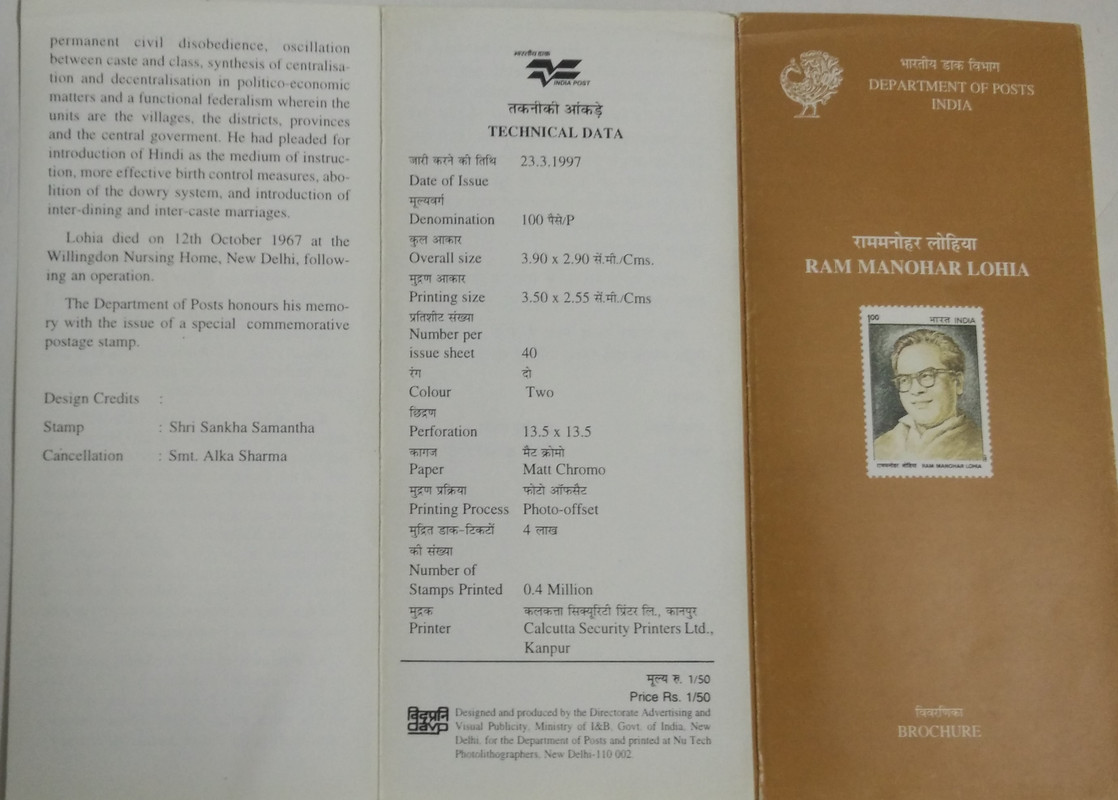 permanent civil disobedience, oscillation
between caste and class, synthesis of centralisa-
tion and decentralisation in politico-economic
matters and a functional federalism wherein the
units are the villages, the districts, provinces
and the central goverment. He had pleaded for
introduction of Hindi as the medium of instruc-
tion, more effective birth control measures, abo-
lition of the dowry system, and introduction of
inter-dining and inter-caste marriages.
Lohia died on 12th October 1967 at the
Willingdon Nursing Home, New Delhi, follow-
ing an operation.
The Department of Posts honours his memo-
ry with the issue of a special commemorative
postage stamp.
Design Credits :
Stamp : Shri Sankha Samantha
Cancellation : Smt. Alka Sharma
भारतीय डाक
INDIA POST
तकनीकी आंकड़े
TECHNICAL DATA
जारी करने की तिथि 23.3.1997
Date of Issue
मूल्यवर्ग
Denomination 100 पैसे/P
कुल आकार
Overall size 3.90 x 2.90 सें.मी./Cms.
मुद्रण आकार
Printing size 3.50 x 2.55 सें.मी./Cms
प्रतिशीट संख्या
Number per
issue sheet 40
रंग दो
Colour Two
छिद्रण
Perforation 13.5 x 13.5
कागज मैट क्रोमो
Paper Matt Chromo
मुद्रण प्रक्रिया फोटो ऑफसैट
Printing Process Photo-offset
मुद्रित डाक-टिकटों 4 लाख
की संख्या
Number of
Stamps Printed 0.4 Million
मुद्रक कलकत्ता सिक्यूरिटी प्रिंटर लि., कानपुर
Printer Calcutta Security Printers Ltd.,
Kanpur
मूल्य रु. 1/50
Price Rs. 1/50
विदृप्रनि
davp
Designed and produced by the Directorate Advertising and
Visual Publicity, Ministry of I&B, Govt. of India, New
Delhi, for the Department of Posts and printed at Nu Tech
Photolithographers, New Delhi-110 002.
भारतीय डाक विभाग
DEPARTMENT OF POSTS
INDIA
राममनोहर लोहिया
RAM MANOHAR LOHIA
100 भारत INDIA
राममनोहर लोहिया RAM MANOHAR LOHIA
विवरणिका
BROCHURE